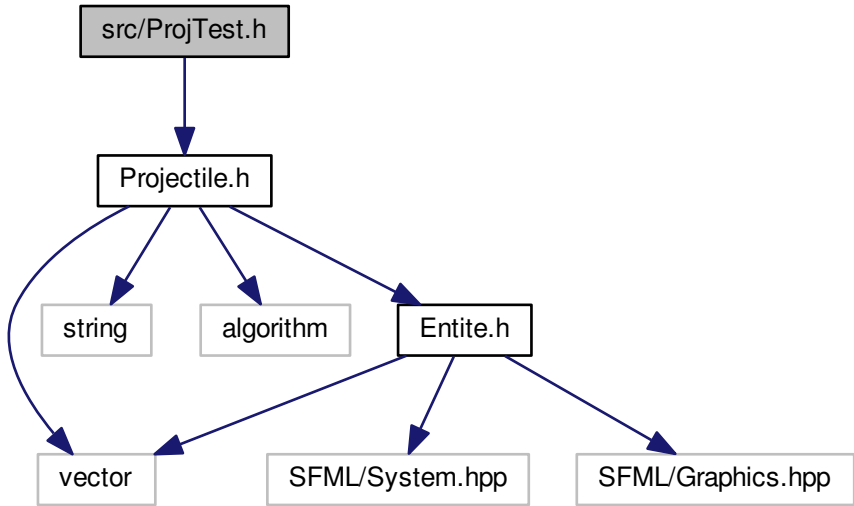 src/ProjTest.h
Projectile.h
string
algorithm
Entite.h
vector
SFML/System.hpp
SFML/Graphics.hpp